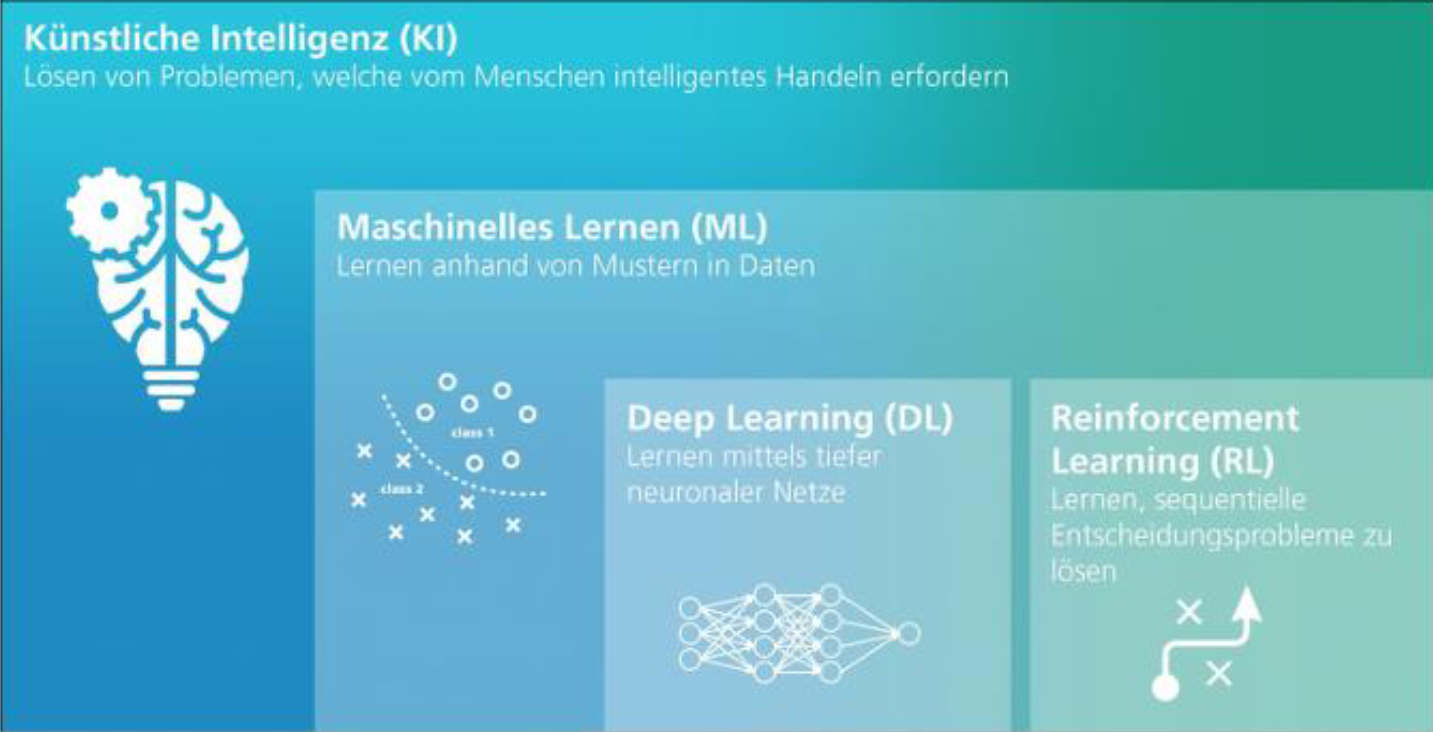 Künstliche Intelligenz (KI)
Lösen von Problemen, welche vom Menschen intelligentes Handeln erfordern
Maschinelles Lernen (ML)
Lernen anhand von Mustern in Daten
class 1
class 2
Deep Learning (DL)
Lernen mittels tiefer
neuronaler Netze
Reinforcement
Learning (RL)
Lernen, sequentielle
Entscheidungsprobleme zu
lösen